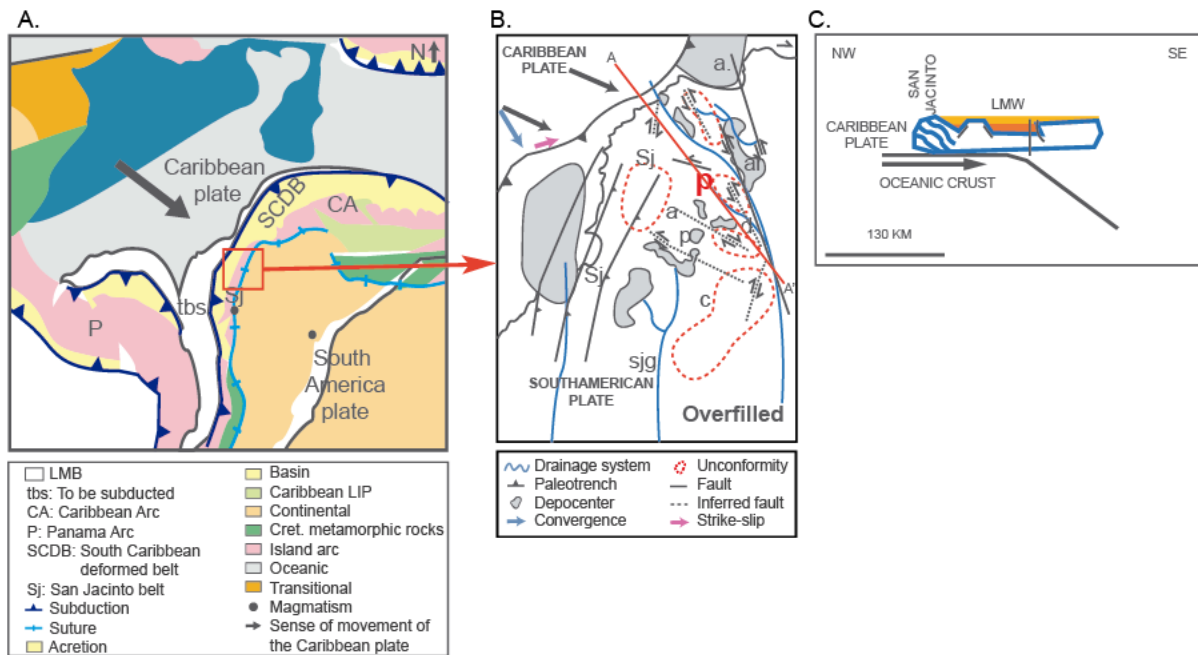 A.
N
Caribbean
plate
SCDB
CA
tbs
Sj
P
South
America
plate
LMB
tbs: To be subducted
CA: Caribbean Arc
P: Panama Arc
SCDB: South Caribbean
deformed belt
Sj: San Jacinto belt
Subduction
Suture
Acretion
Basin
Caribbean LIP
Continental
Cret. metamorphic rocks
Island arc
Oceanic
Transitional
Magmatism
Sense of movement of
the Caribbean plate
B.
CARIBBEAN
PLATE
A
a.
al
Sj
p
a
d
p
Sj
A'
c
sjg
SOUTHAMERICAN
PLATE
Overfilled
Drainage system
Paleotrench
Depocenter
Convergence
Unconformity
Fault
Inferred fault
Strike-slip
C.
NW
SE
SAN
JACINTO
LMW
CARIBBEAN
PLATE
OCEANIC CRUST
130 KM